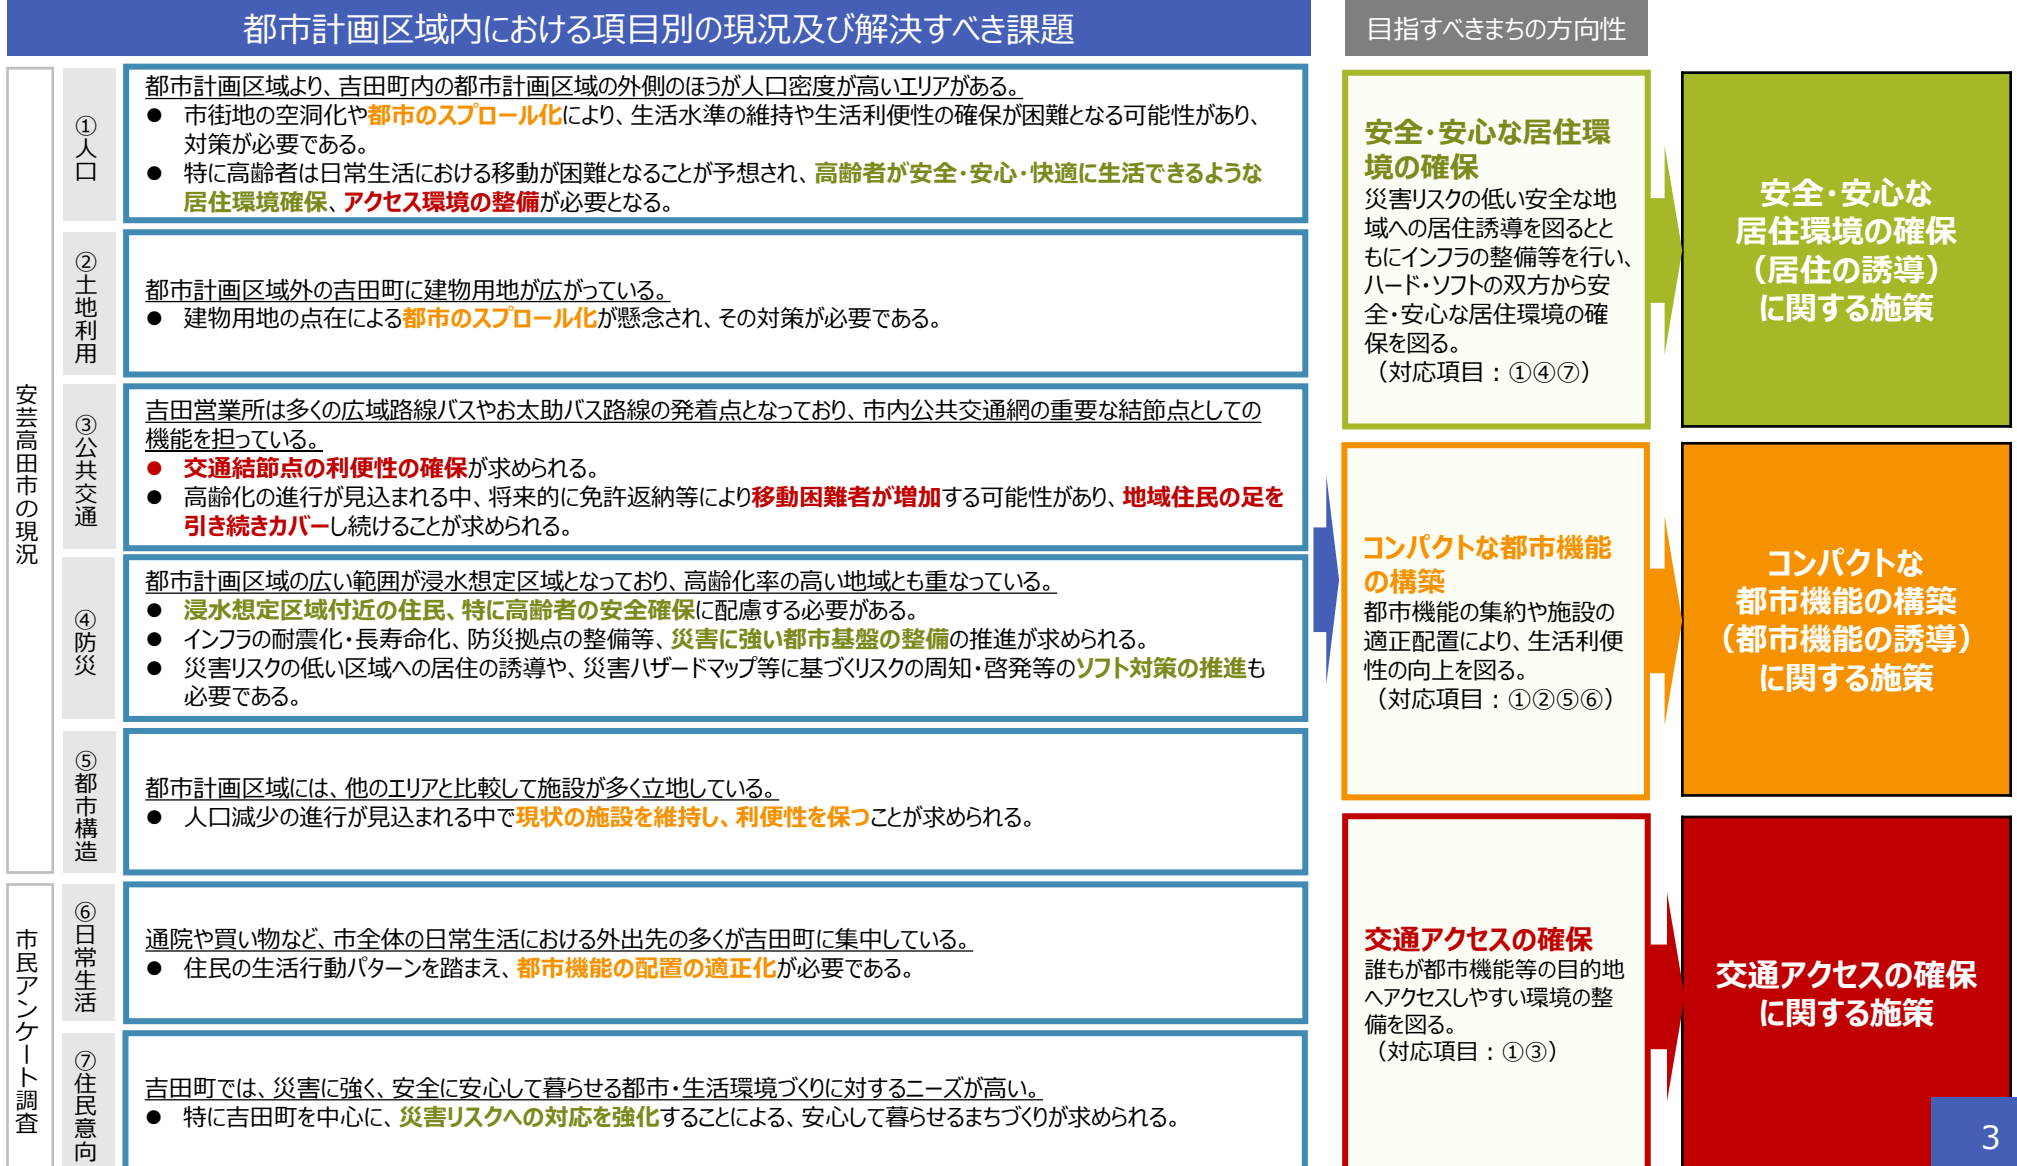 都市計画区域内における項目別の現況及び解決すべき課題
目指すべきまちの方向性
安芸高田市の現況
①人口
都市計画区域より、吉田町内の都市計画区域の外側のほうが人口密度が高いエリアがある。
● 市街地の空洞化や都市のスプロール化により、生活水準の維持や生活利便性の確保が困難となる可能性があり、
対策が必要である。
● 特に高齢者は日常生活における移動が困難となることが予想され、高齢者が安全・安心・快適に生活できるような
居住環境確保、アクセス環境の整備が必要となる。
②土地利用
都市計画区域外の吉田町に建物用地が広がっている。
● 建物用地の点在による都市のスプロール化が懸念され、その対策が必要である。
③公共交通
吉田営業所は多くの広域路線バスやお太助バス路線の発着点となっており、市内公共交通網の重要な結節点としての
機能を担っている。
● 交通結節点の利便性の確保が求められる。
● 高齢化の進行が見込まれる中、将来的に免許返納等により移動困難者が増加する可能性があり、地域住民の足を
引き続きカバーし続けることが求められる。
④防災
都市計画区域の広い範囲が浸水想定区域となっており、高齢化率の高い地域とも重なっている。
● 浸水想定区域付近の住民、特に高齢者の安全確保に配慮する必要がある。
● インフラの耐震化・長寿命化、防災拠点の整備等、災害に強い都市基盤の整備の推進が求められる。
● 災害リスクの低い区域への居住の誘導や、災害ハザードマップ等に基づくリスクの周知・啓発等のソフト対策の推進も
必要である。
⑤都市構造
都市計画区域には、他のエリアと比較して施設が多く立地している。
● 人口減少の進行が見込まれる中で現状の施設を維持し、利便性を保つことが求められる。
市民アンケート調査
⑥日常生活
通院や買い物など、市全体の日常生活における外出先の多くが吉田町に集中している。
● 住民の生活行動パターンを踏まえ、都市機能の配置の適正化が必要である。
⑦住民意向
吉田町では、災害に強く、安全に安心して暮らせる都市・生活環境づくりに対するニーズが高い。
● 特に吉田町を中心に、災害リスクへの対応を強化することによる、安心して暮らせるまちづくりが求められる。
安全・安心な居住環
境の確保
災害リスクの低い安全な地
域への居住誘導を図るとと
もにインフラの整備等を行い、
ハード・ソフトの双方から安
全・安心な居住環境の確
保を図る。
（対応項目：①④⑦）
安全・安心な
居住環境の確保
（居住の誘導）
に関する施策
コンパクトな都市機能
の構築
都市機能の集約や施設の
適正配置により、生活利便
性の向上を図る。
（対応項目：①②⑤⑥）
コンパクトな
都市機能の構築
（都市機能の誘導）
に関する施策
交通アクセスの確保
誰もが都市機能等の目的地
へアクセスしやすい環境の整
備を図る。
（対応項目：①③）
交通アクセスの確保
に関する施策
3